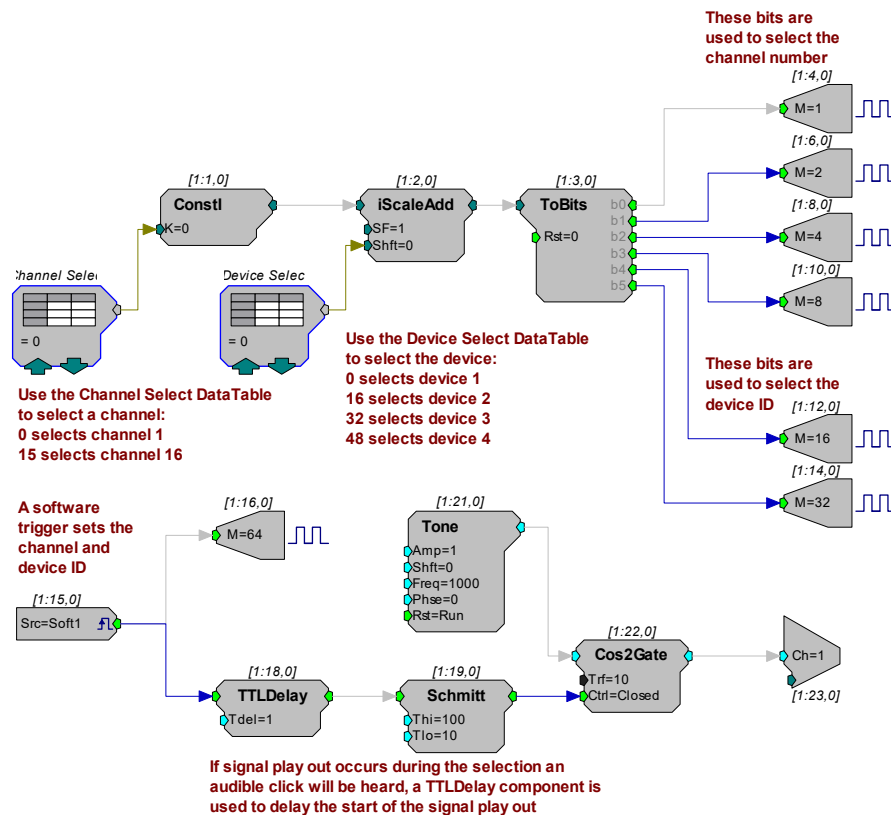 These bits are
used to select the
channel number
[1:4,0]
M=1
[1:6,0]
M=2
[1:8,0]
M=4
[1:10,0]
M=8
[1:1,0]
ConstI
K=0
[1:2,0]
iScaleAdd
SF=1
Shft=0
[1:3,0]
ToBits
Rst=0
b0
b1
b2
b3
b4
b5
Channel Selec
= 0
Device Selec
= 0
Use the Channel Select DataTable
to select a channel:
0 selects channel 1
15 selects channel 16
Use the Device Select DataTable
to select the device:
0 selects device 1
16 selects device 2
32 selects device 3
48 selects device 4
These bits are
used to select the
device ID
[1:12,0]
M=16
[1:14,0]
M=32
A software
trigger sets the
channel and
device ID
[1:16,0]
M=64
[1:21,0]
Tone
Amp=1
Shft=0
Freq=1000
Phse=0
Rst=Run
[1:15,0]
Src=Soft1
[1:18,0]
TTLDelay
Tdel=1
[1:19,0]
Schmitt
Thi=100
Tlo=10
[1:22,0]
Cos2Gate
Trf=10
Ctrl=Closed
Ch=1
[1:23,0]
If signal play out occurs during the selection an
audible click will be heard, a TTLDelay component is
used to delay the start of the signal play out